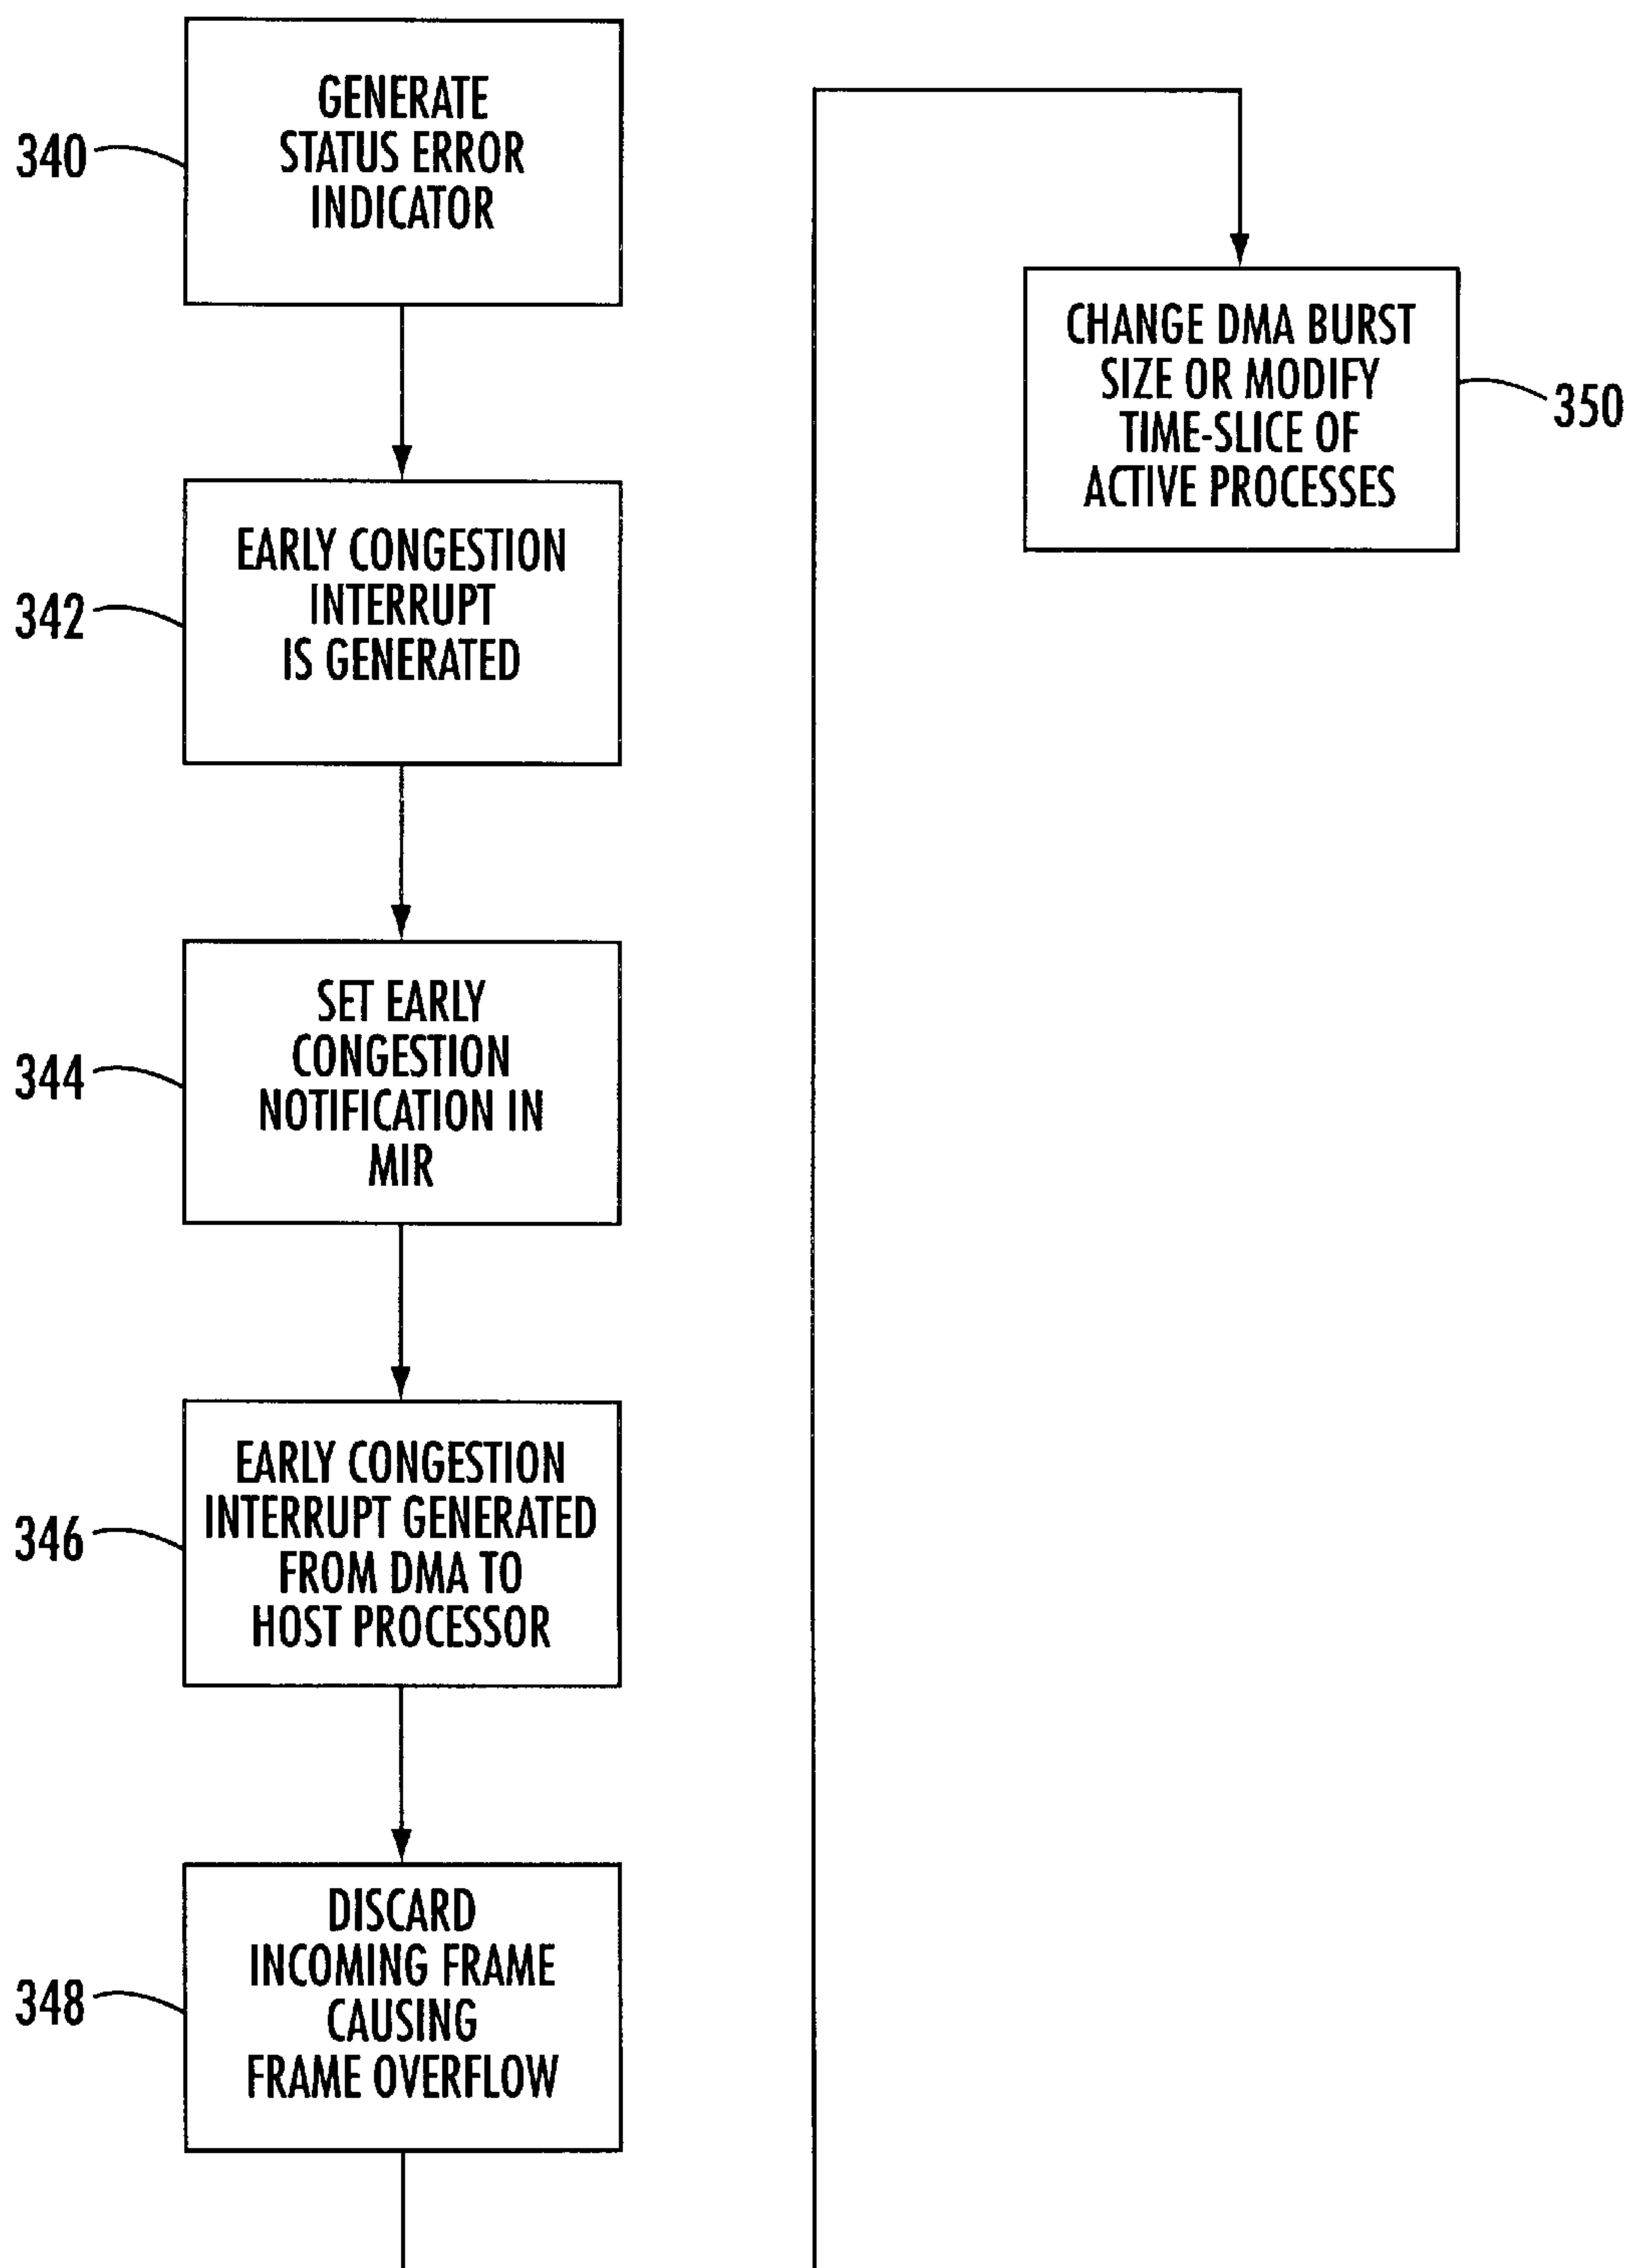 340
GENERATE
STATUS ERROR
INDICATOR
342
EARLY CONGESTION
INTERRUPT
IS GENERATED
344
SET EARLY
CONGESTION
NOTIFICATION IN
MIR
346
EARLY CONGESTION
INTERRUPT GENERATED
FROM DMA TO
HOST PROCESSOR
348
DISCARD
INCOMING FRAME
CAUSING
FRAME OVERFLOW
CHANGE DMA BURST
SIZE OR MODIFY
TIME-SLICE OF
ACTIVE PROCESSES
350